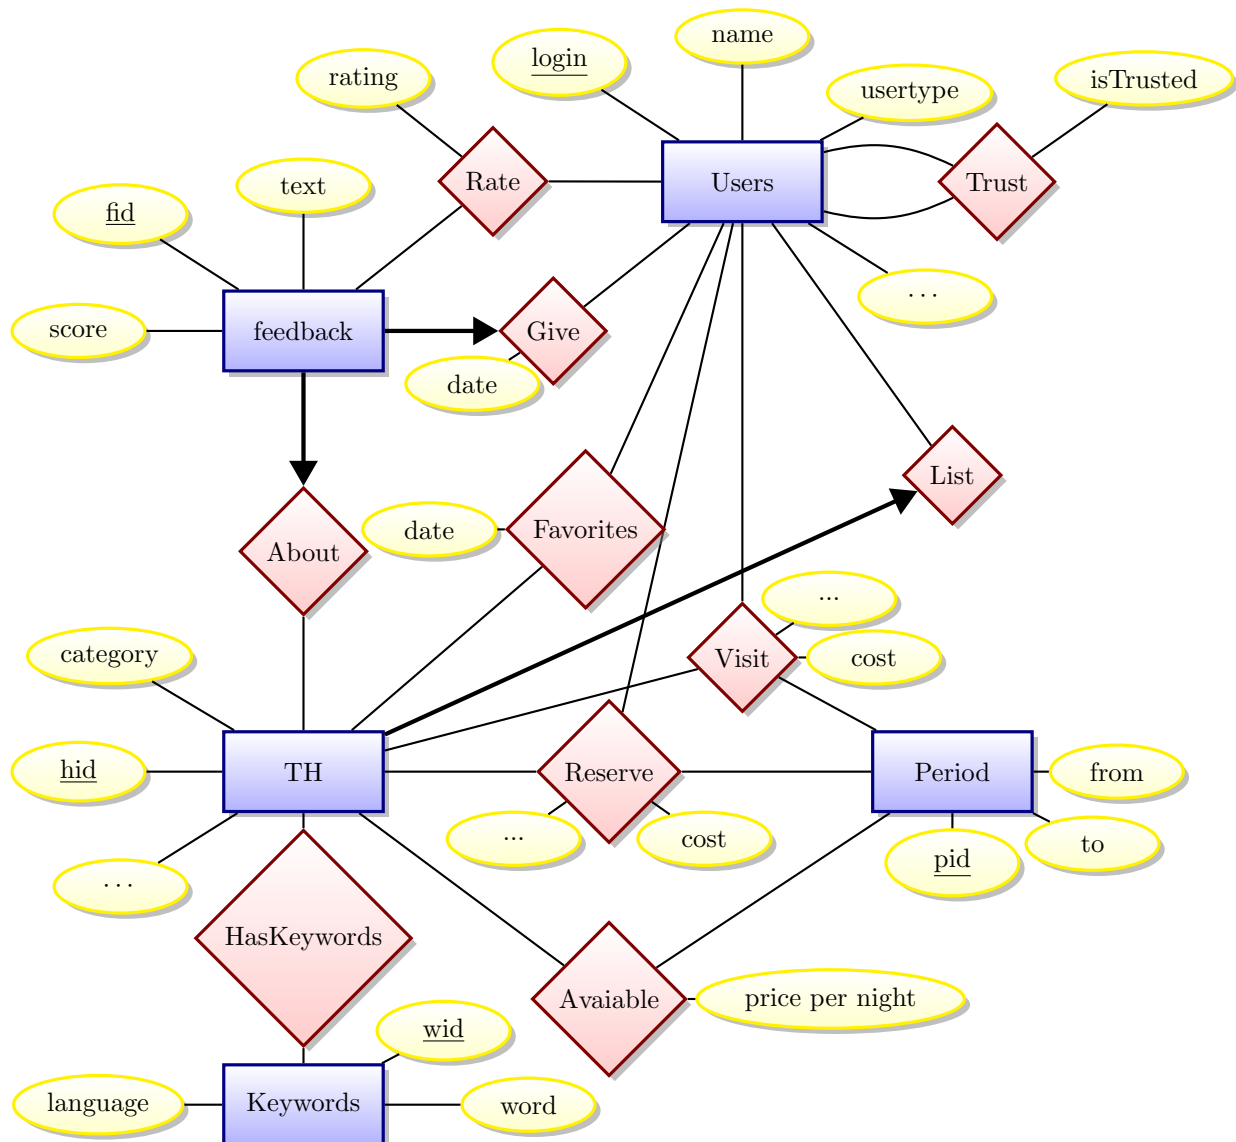 name
login
rating
isTrusted
usertype
Rate
Users
Trust
text
fid
. . .
score
feedback
Give
date
List
date
Favorites
About
...
category
Visit
cost
hid
TH
Reserve
Period
from
...
cost
to
pid
. . .
HasKeywords
Avaiable
price per night
wid
language
Keywords
word